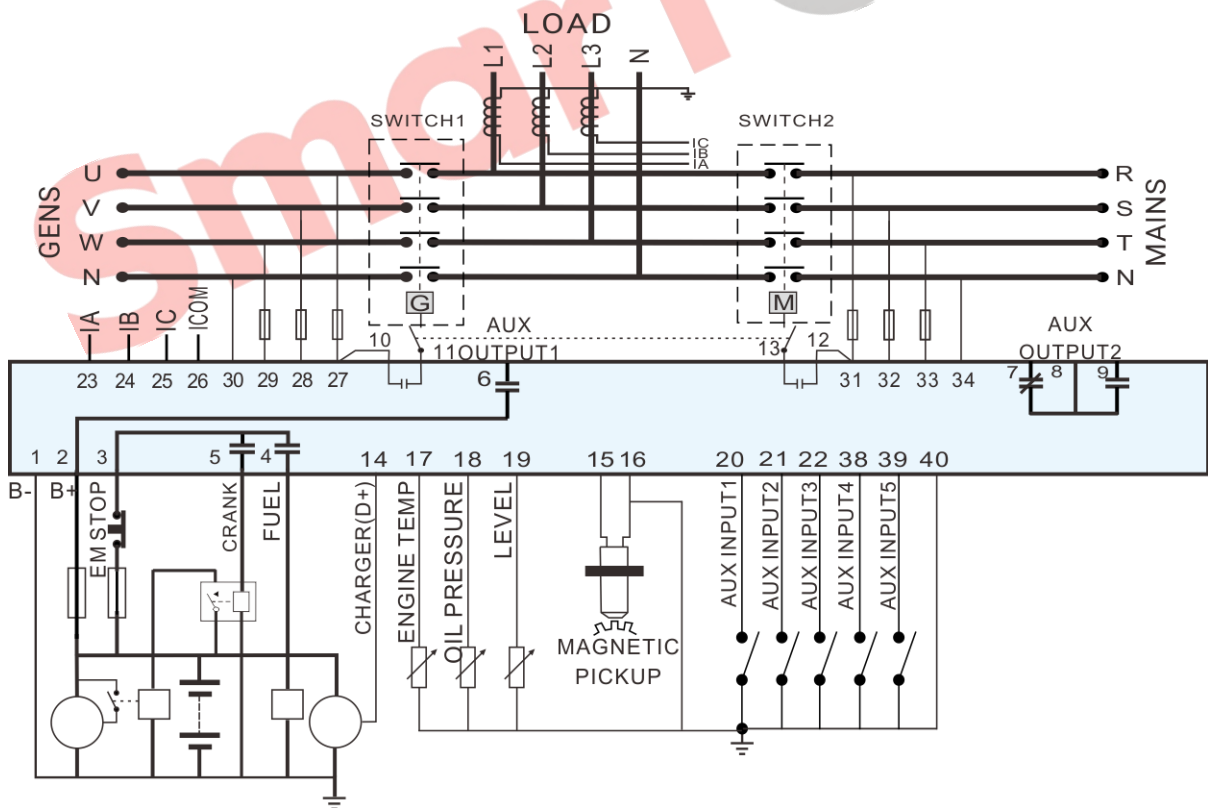 Smart
LOAD
L1
L2
L3
N
SWITCH1
SWITCH2
IC
IB
IA
GENS
U
V
W
N
R
S
T
N
MAINS
G
M
IA
IB
IC
ICOM
10
AUX
OUTPUT1
11
13
12
AUX
OUTPUT2
23 24 25 26 30 29 28 27
6
31 32 33 34
7 8 9
1 2 3 5 4 14 17 18 19 15 16 20 21 22 38 39 40
B- B+
EM STOP
CRANK
FUEL
CHARGER(D+)
ENGINE TEMP
OIL PRESSURE
LEVEL
MAGNETIC
PICKUP
AUX INPUT1
AUX INPUT2
AUX INPUT3
AUX INPUT4
AUX INPUT5